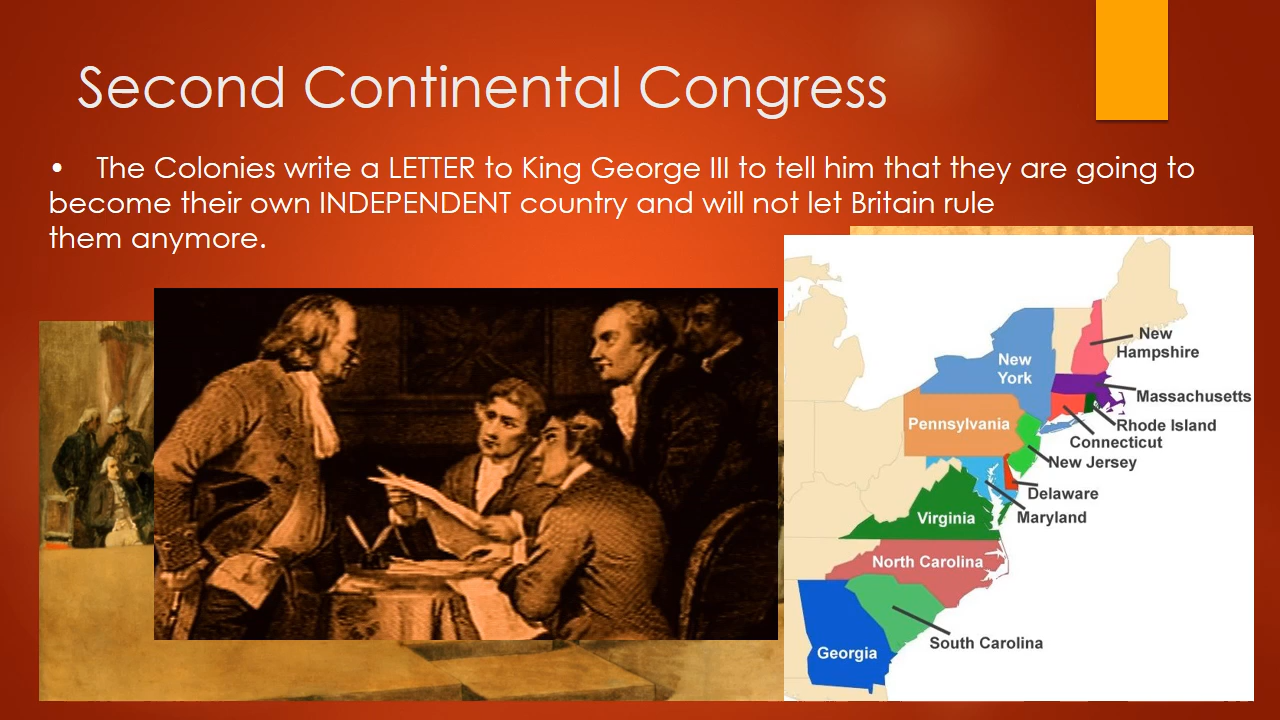 Second Continental Congress
• The Colonies write a LETTER to King George III to tell him that they are going to
become their own INDEPENDENT country and will not let Britain rule
them anymore.
New
Hampshire
New
York
Massachusetts
Pennsylvania
Rhode Island
Connecticut
New Jersey
Delaware
Virginia
Maryland
North Carolina
South Carolina
Georgia